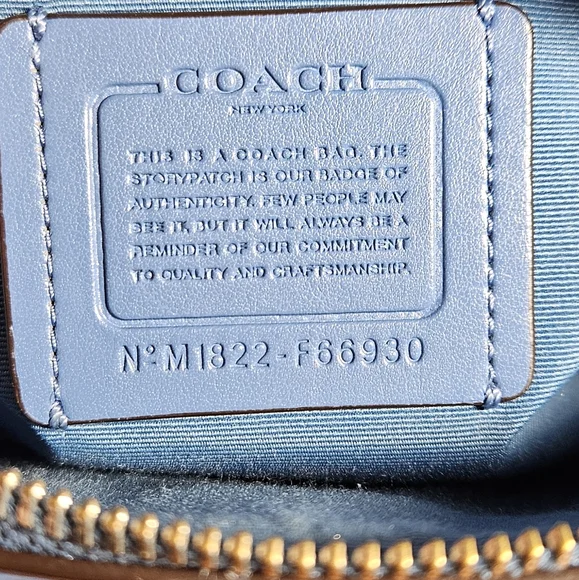 COACH
NEW YORK
THIS IS A COACH BAG. THE
STORYPATCH IS OUR BADGE OF
AUTHENTICITY. FEW PEOPLE MAY
SEE IT, BUT IT WILL ALWAYS BE A
REMINDER OF OUR COMMITMENT
TO QUALITY AND CRAFTSMANSHIP.
Nº M1822-F66930